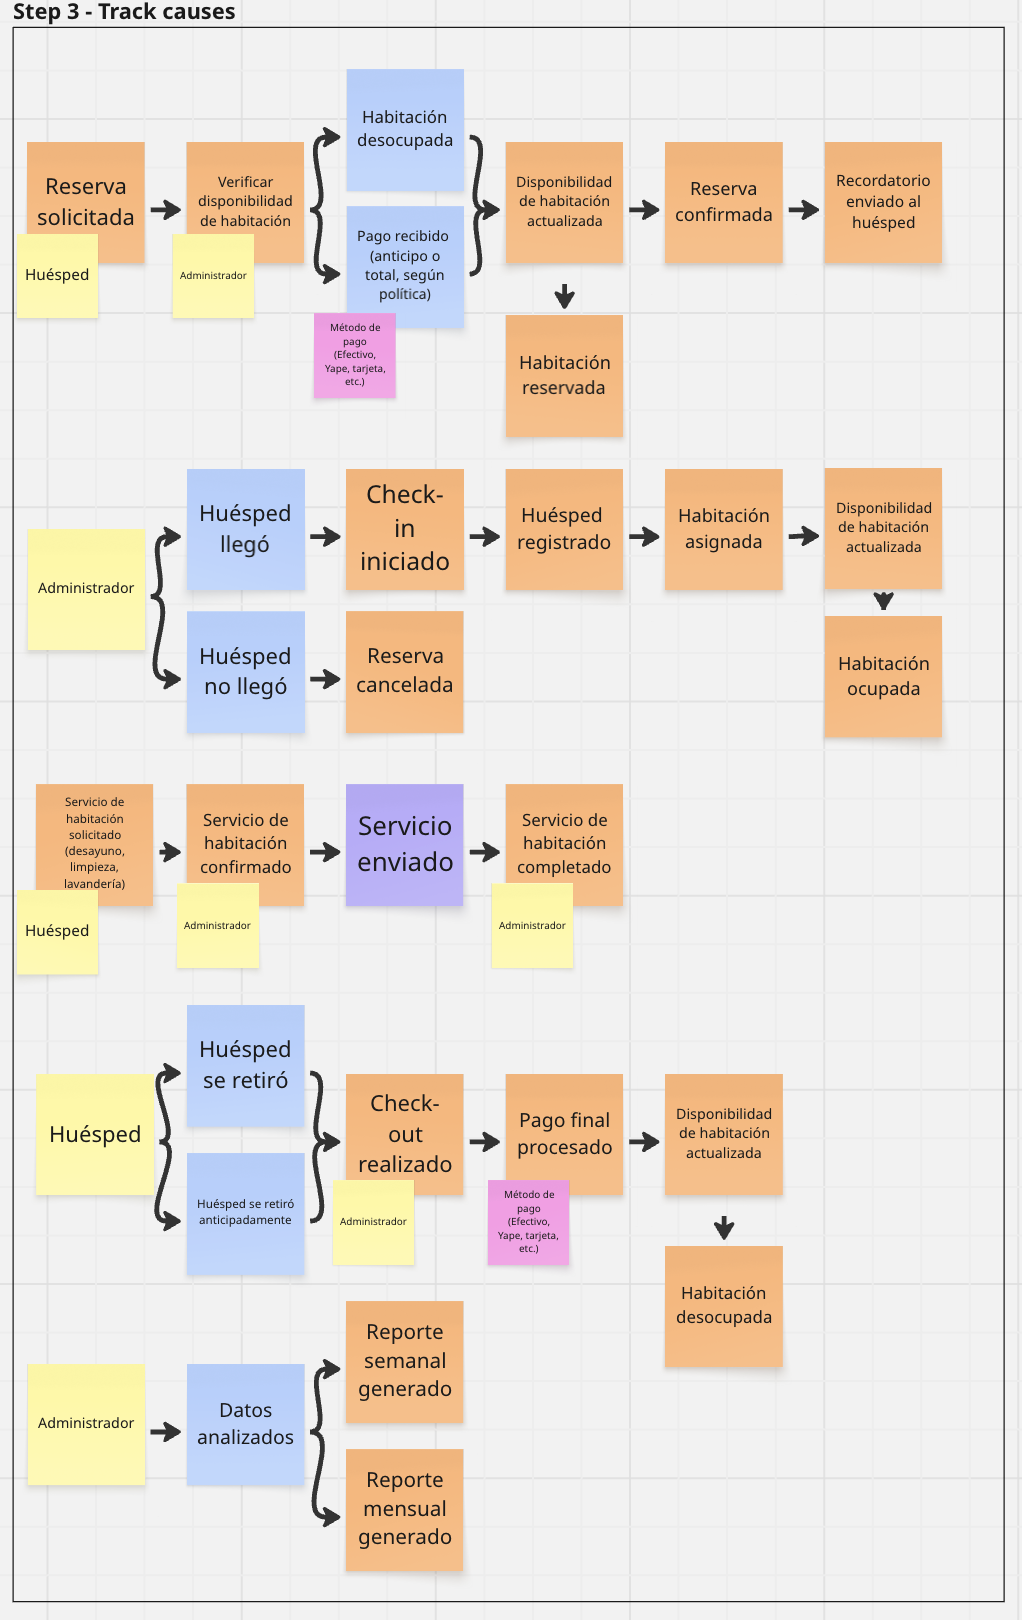 Step 3 - Track causes
Habitación
desocupada
Reserva
solicitada
Huésped
Verificar
disponibilidad
de habitación
Administrador
Pago recibido
(anticipo o
total, según
política)
Método de
pago
(Efectivo,
Yape, tarjeta,
etc.)
Disponibilidad
de habitación
actualizada
Reserva
confirmada
Recordatorio
enviado al
huésped
Habitación
reservada
Administrador
Huésped
llegó
Check-
in
iniciado
Huésped
registrado
Habitación
asignada
Disponibilidad
de habitación
actualizada
Huésped
no llegó
Reserva
cancelada
Habitación
ocupada
Servicio de
habitación
solicitado
(desayuno,
limpieza,
lavandería)
Huésped
Servicio de
habitación
confirmado
Administrador
Servicio
enviado
Servicio de
habitación
completado
Administrador
Huésped
Huésped
se retiró
Huésped se retiró
anticipadamente
Check-
out
realizado
Administrador
Pago final
procesado
Método de
pago
(Efectivo,
Yape, tarjeta,
etc.)
Disponibilidad
de habitación
actualizada
Habitación
desocupada
Administrador
Datos
analizados
Reporte
semanal
generado
Reporte
mensual
generado